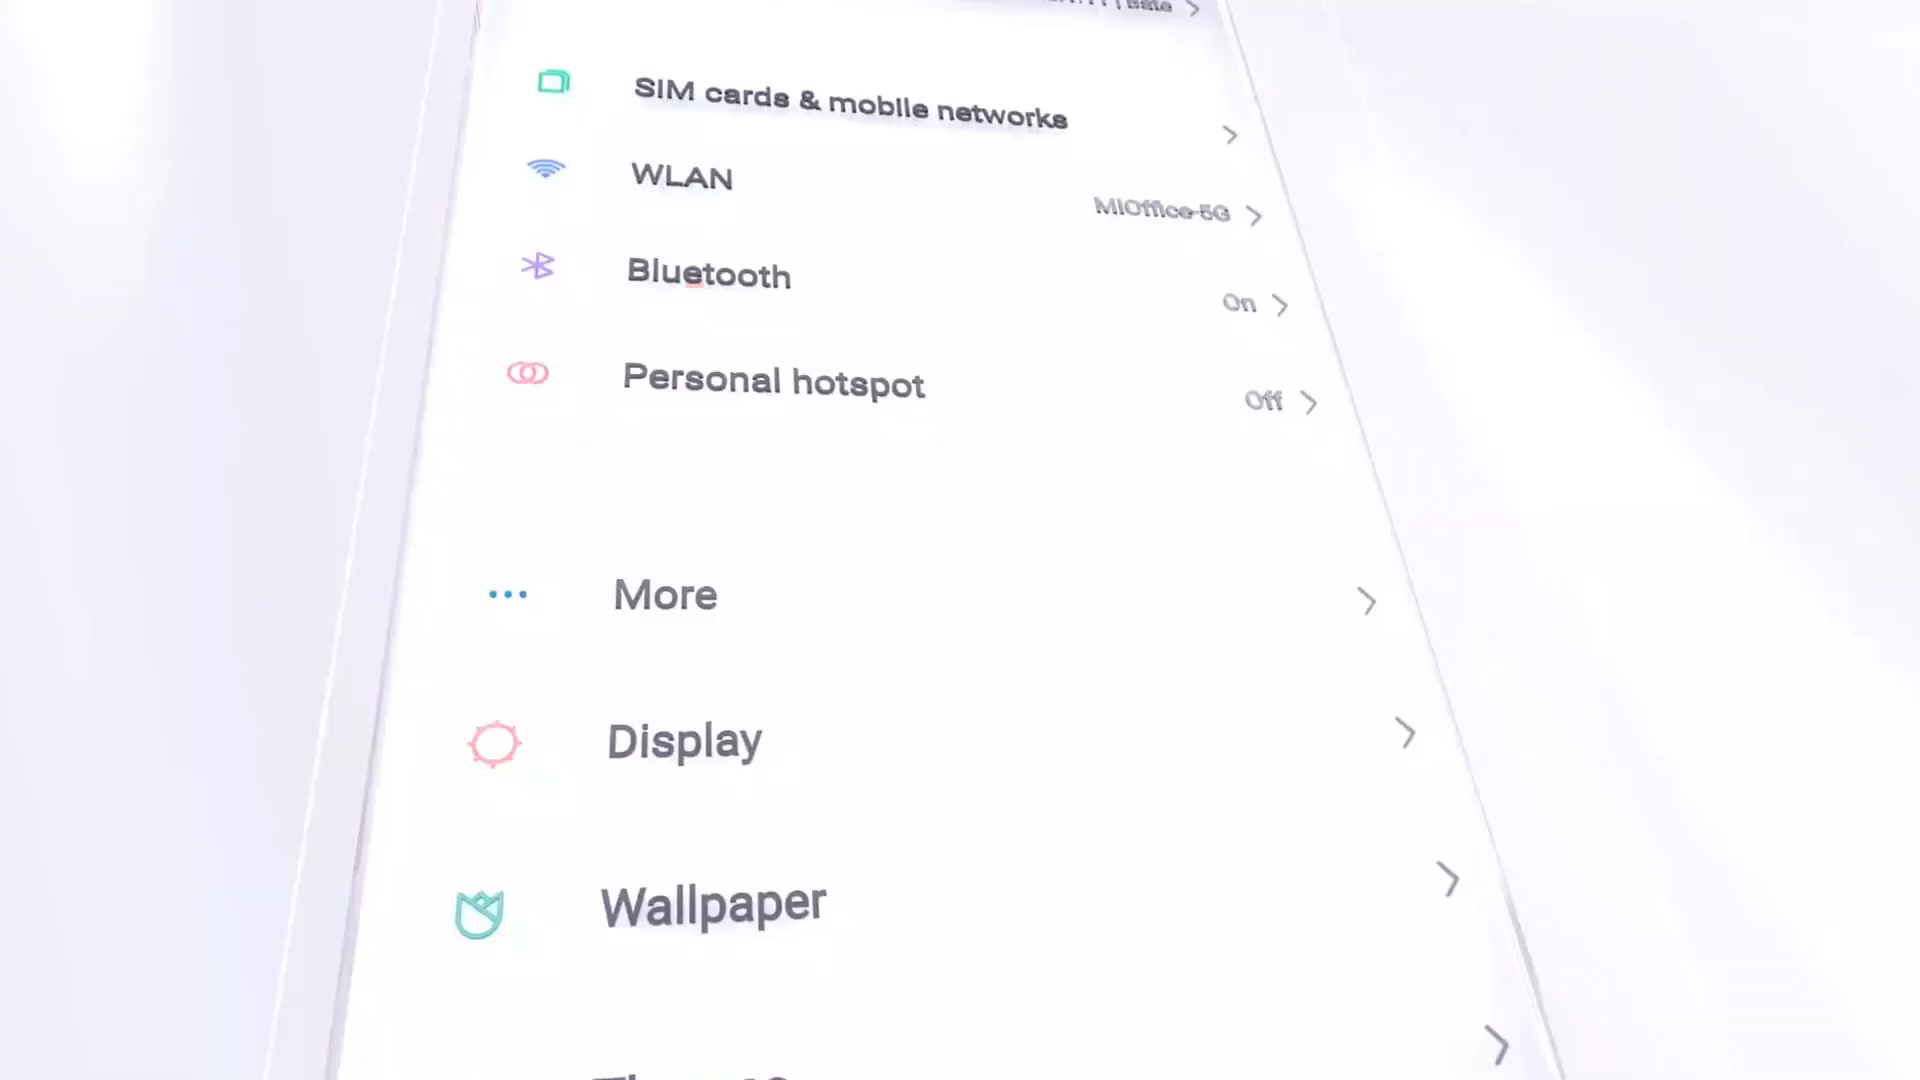 SIM cards & mobile networks
WLAN
MIOffice-5G
Bluetooth
On
Personal hotspot
Off
More
Display
Wallpaper